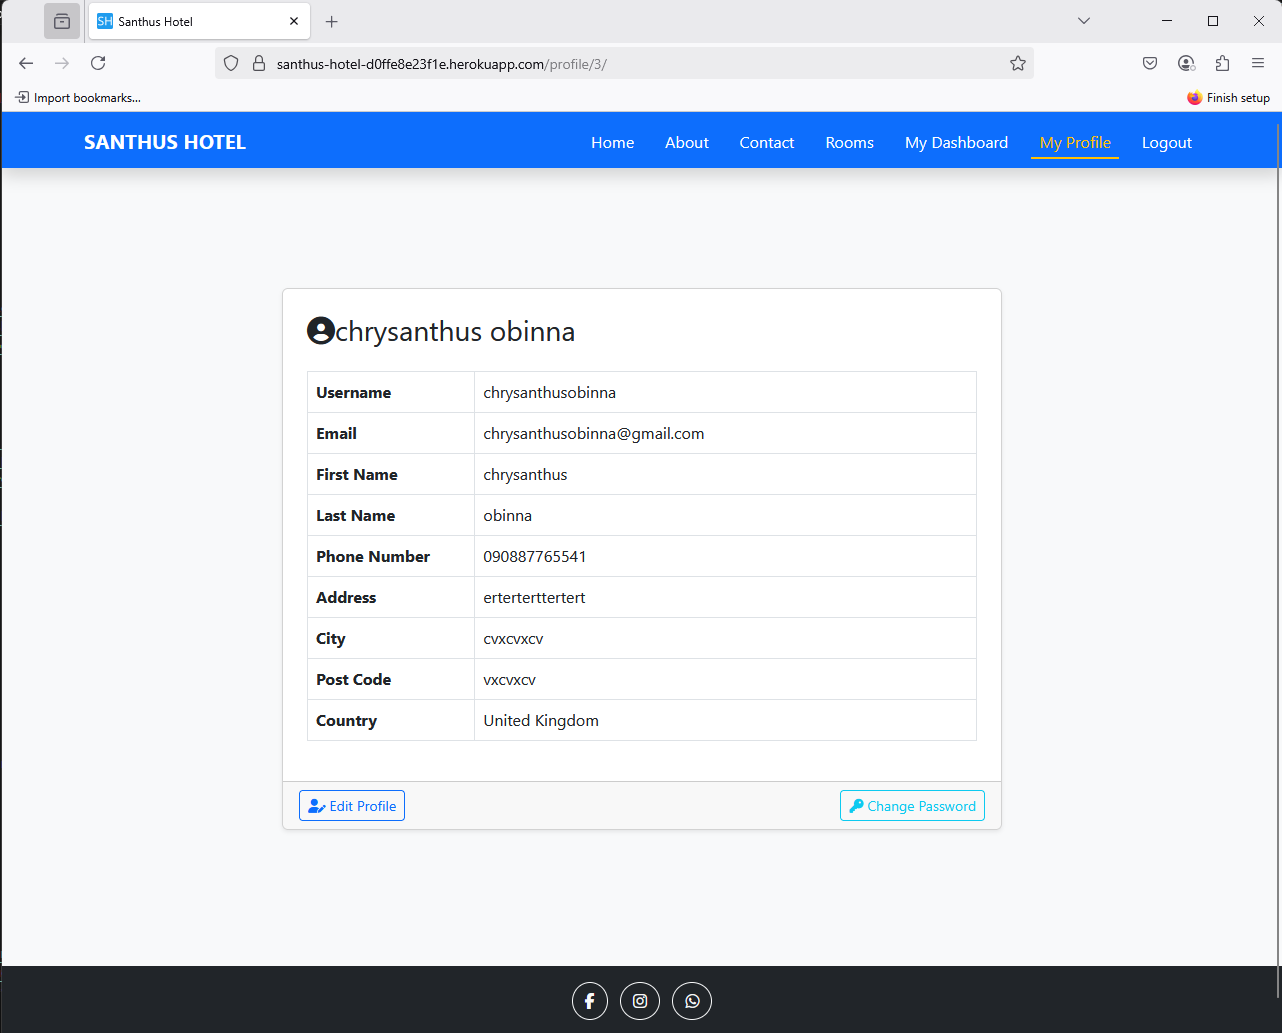 SH Santhus Hotel
santhus-hotel-d0ffe8e23f1e.herokuapp.com/profile/3/
Import bookmarks...
Finish setup
SANTHUS HOTEL Home About Contact Rooms My Dashboard My Profile Logout
chrysanthus obinna
Username chrysanthusobinna
Email chrysanthusobinna@gmail.com
First Name chrysanthus
Last Name obinna
Phone Number 090887765541
Address erterterttertert
City cvxcvxcv
Post Code vxcvxcv
Country United Kingdom
Edit Profile Change Password